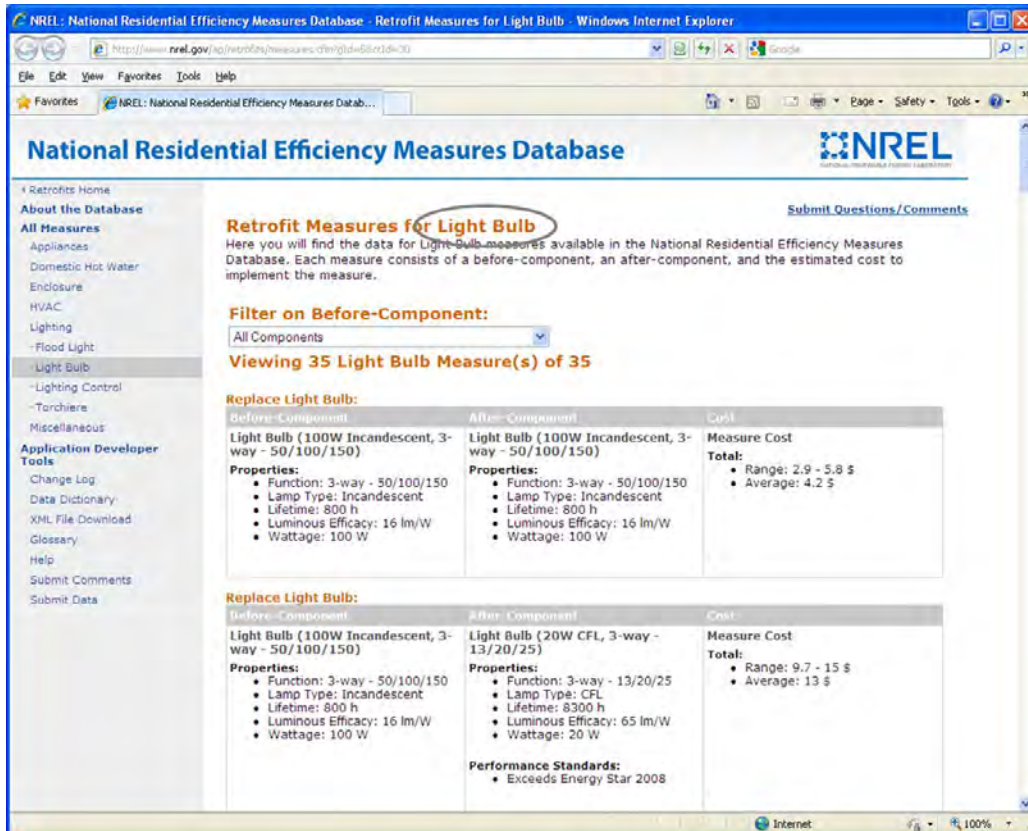 NREL: National Residential Efficiency Measures Database - Retrofit Measures for Light Bulb - Windows Internet Explorer
nrel.gov
Google
File Edit View Favorites Tools Help
Favorites NREL: National Residential Efficiency Measures Datab...
Page Safety Tools
National Residential Efficiency Measures Database
NREL
Retrofits Home
About the Database
All Measures
Appliances
Domestic Hot Water
Enclosure
HVAC
Lighting
-Flood Light
-Light Bulb
-Lighting Control
-Torchiere
Miscellaneous
Application Developer
Tools
Change Log
Data Dictionary
XML File Download
Glossary
Help
Submit Comments
Submit Data
Submit Questions/Comments
Retrofit Measures for Light Bulb
Here you will find the data for Light Bulb measures available in the National Residential Efficiency Measures
Database. Each measure consists of a before-component, an after-component, and the estimated cost to
implement the measure.
Filter on Before-Component:
All Components
Viewing 35 Light Bulb Measure(s) of 35
Replace Light Bulb:
Before-Component After-Component Cost
Light Bulb (100W Incandescent, 3- Light Bulb (100W Incandescent, 3- Measure Cost
way - 50/100/150) way - 50/100/150) Total:
Properties: Properties: • Range: 2.9 - 5.8 $
• Function: 3-way - 50/100/150 • Function: 3-way - 50/100/150 • Average: 4.2 $
• Lamp Type: Incandescent • Lamp Type: Incandescent
• Lifetime: 800 h • Lifetime: 800 h
• Luminous Efficacy: 16 lm/W • Luminous Efficacy: 16 lm/W
• Wattage: 100 W • Wattage: 100 W
Replace Light Bulb:
Before-Component After-Component Cost
Light Bulb (100W Incandescent, 3- Light Bulb (20W CFL, 3-way - Measure Cost
way - 50/100/150) 13/20/25) Total:
Properties: Properties: • Range: 9.7 - 15 $
• Function: 3-way - 50/100/150 • Function: 3-way - 13/20/25 • Average: 13 $
• Lamp Type: Incandescent • Lamp Type: CFL
• Lifetime: 800 h • Lifetime: 8300 h
• Luminous Efficacy: 16 lm/W • Luminous Efficacy: 65 lm/W
• Wattage: 100 W • Wattage: 20 W
Performance Standards:
• Exceeds Energy Star 2008
Internet 100%